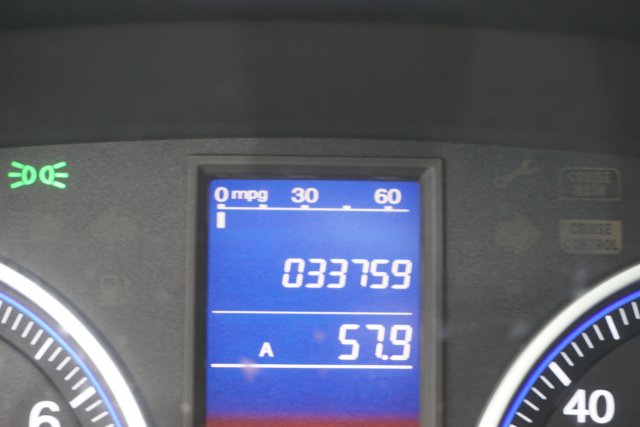 0 mpg 30 60
CRUISE MAIN
033759
CRUISE CONTROL
A 57.9
6
40